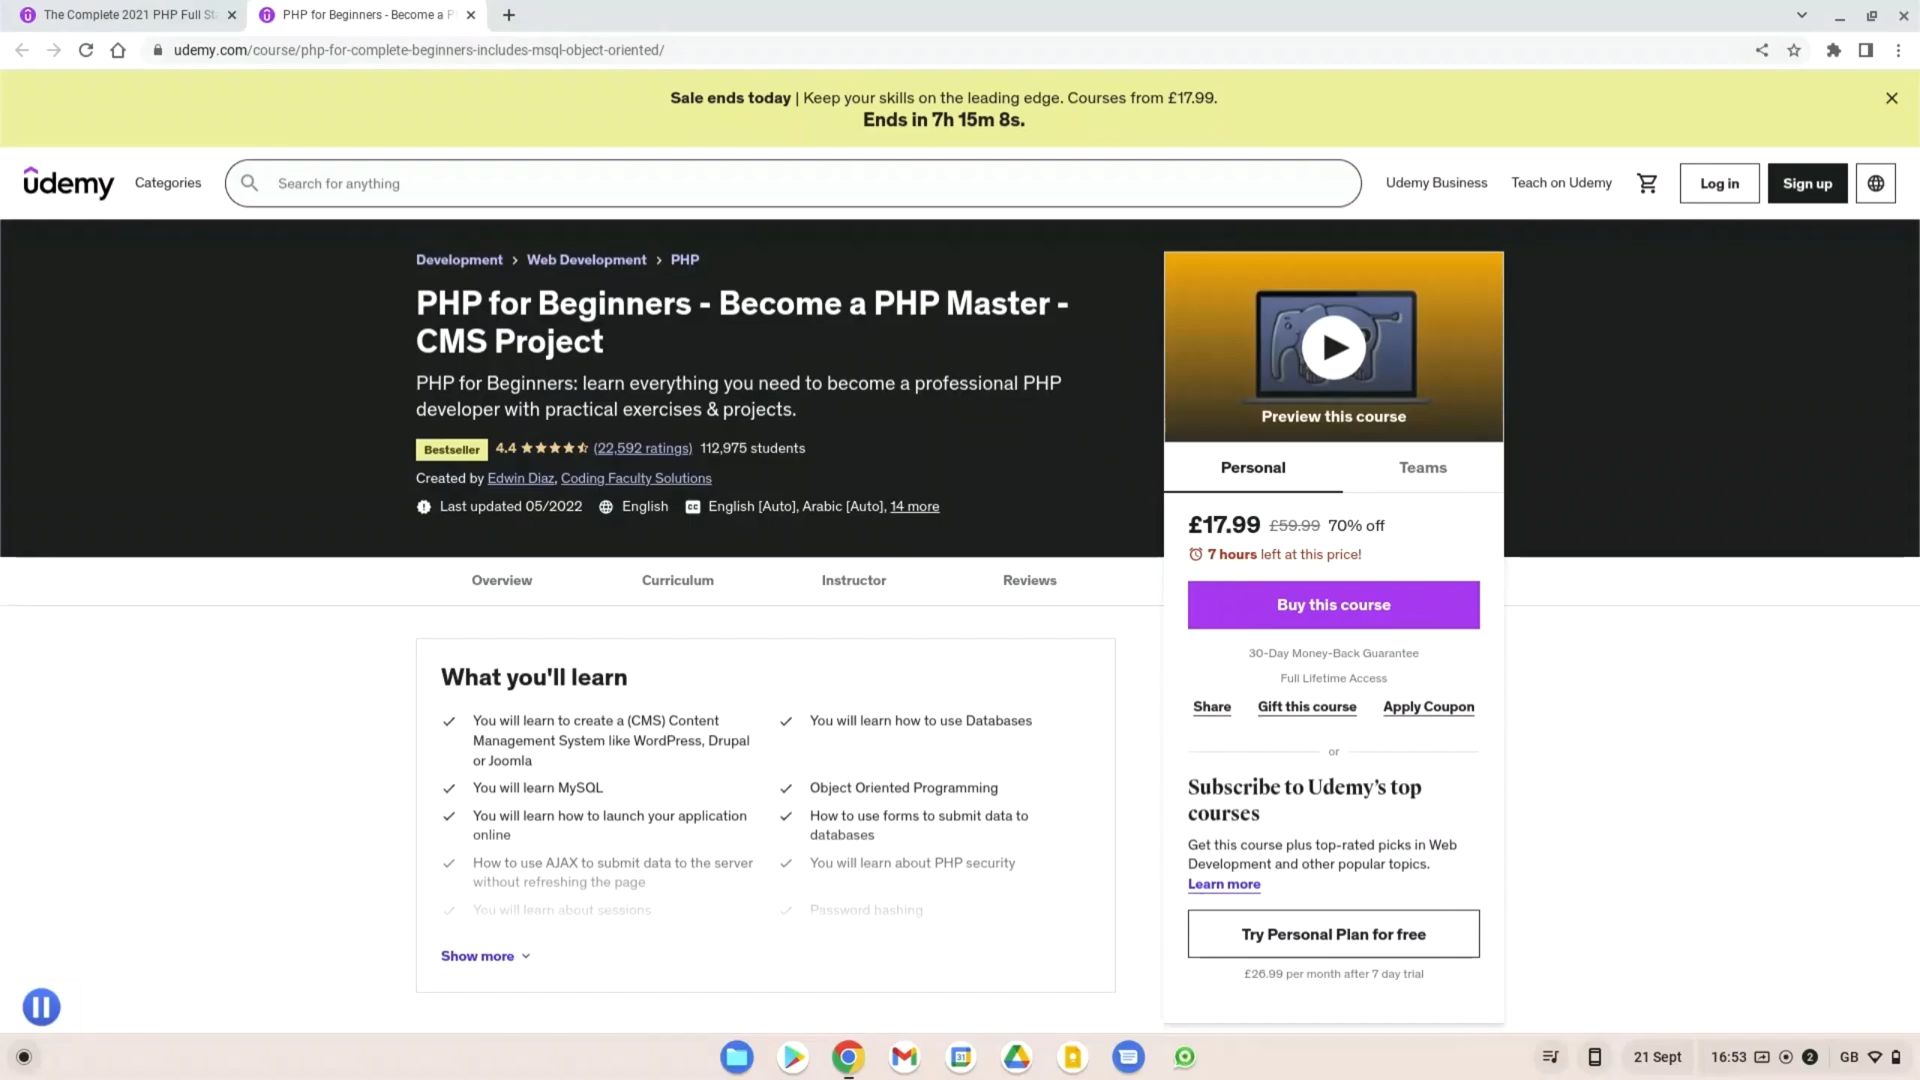 The Complete 2021 PHP Full St
PHP for Beginners - Become a P
udemy.com/course/php-for-complete-beginners-includes-msql-object-oriented/
Sale ends today | Keep your skills on the leading edge. Courses from £17.99.
Ends in 7h 15m 8s.
udemy
Categories
Search for anything
Udemy Business
Teach on Udemy
Log in
Sign up
Development > Web Development > PHP
PHP for Beginners - Become a PHP Master -
CMS Project
PHP for Beginners: learn everything you need to become a professional PHP
developer with practical exercises & projects.
Bestseller 4.4 (22,592 ratings) 112,975 students
Created by Edwin Diaz, Coding Faculty Solutions
Last updated 05/2022 English CC English [Auto], Arabic [Auto], 14 more
Preview this course
Personal
Teams
£17.99 £59.99 70% off
7 hours left at this price!
Buy this course
30-Day Money-Back Guarantee
Full Lifetime Access
Share
Gift this course
Apply Coupon
or
Subscribe to Udemy's top
courses
Get this course plus top-rated picks in Web
Development and other popular topics.
Learn more
Try Personal Plan for free
£26.99 per month after 7 day trial
Overview
Curriculum
Instructor
Reviews
What you'll learn
You will learn to create a (CMS) Content
Management System like WordPress, Drupal
or Joomla
You will learn how to use Databases
You will learn MySQL
Object Oriented Programming
You will learn how to launch your application
online
How to use forms to submit data to
databases
How to use AJAX to submit data to the server
without refreshing the page
You will learn about PHP security
You will learn about sessions
Password hashing
Show more
31
21 Sept
16:53
2
GB